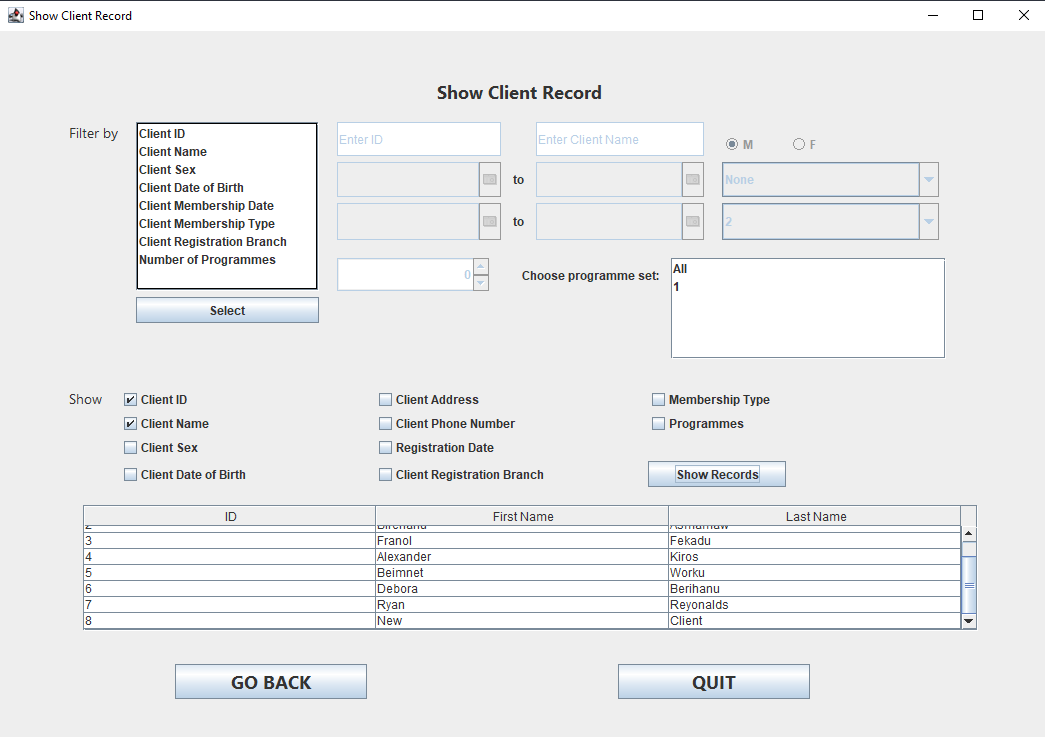 Show Client Record
Show Client Record
Filter by
Client ID
Client Name
Client Sex
Client Date of Birth
Client Membership Date
Client Membership Type
Client Registration Branch
Number of Programmes
Select
Enter ID
Enter Client Name
M
F
to
None
to
2
0
Choose programme set:
All
1
Show
Client ID
Client Address
Membership Type
Client Name
Client Phone Number
Programmes
Client Sex
Registration Date
Client Date of Birth
Client Registration Branch
Show Records
ID First Name Last Name
2
3 Franol Fekadu
4 Alexander Kiros
5 Beimnet Worku
6 Debora Berihanu
7 Ryan Reyonalds
8 New Client
GO BACK
QUIT